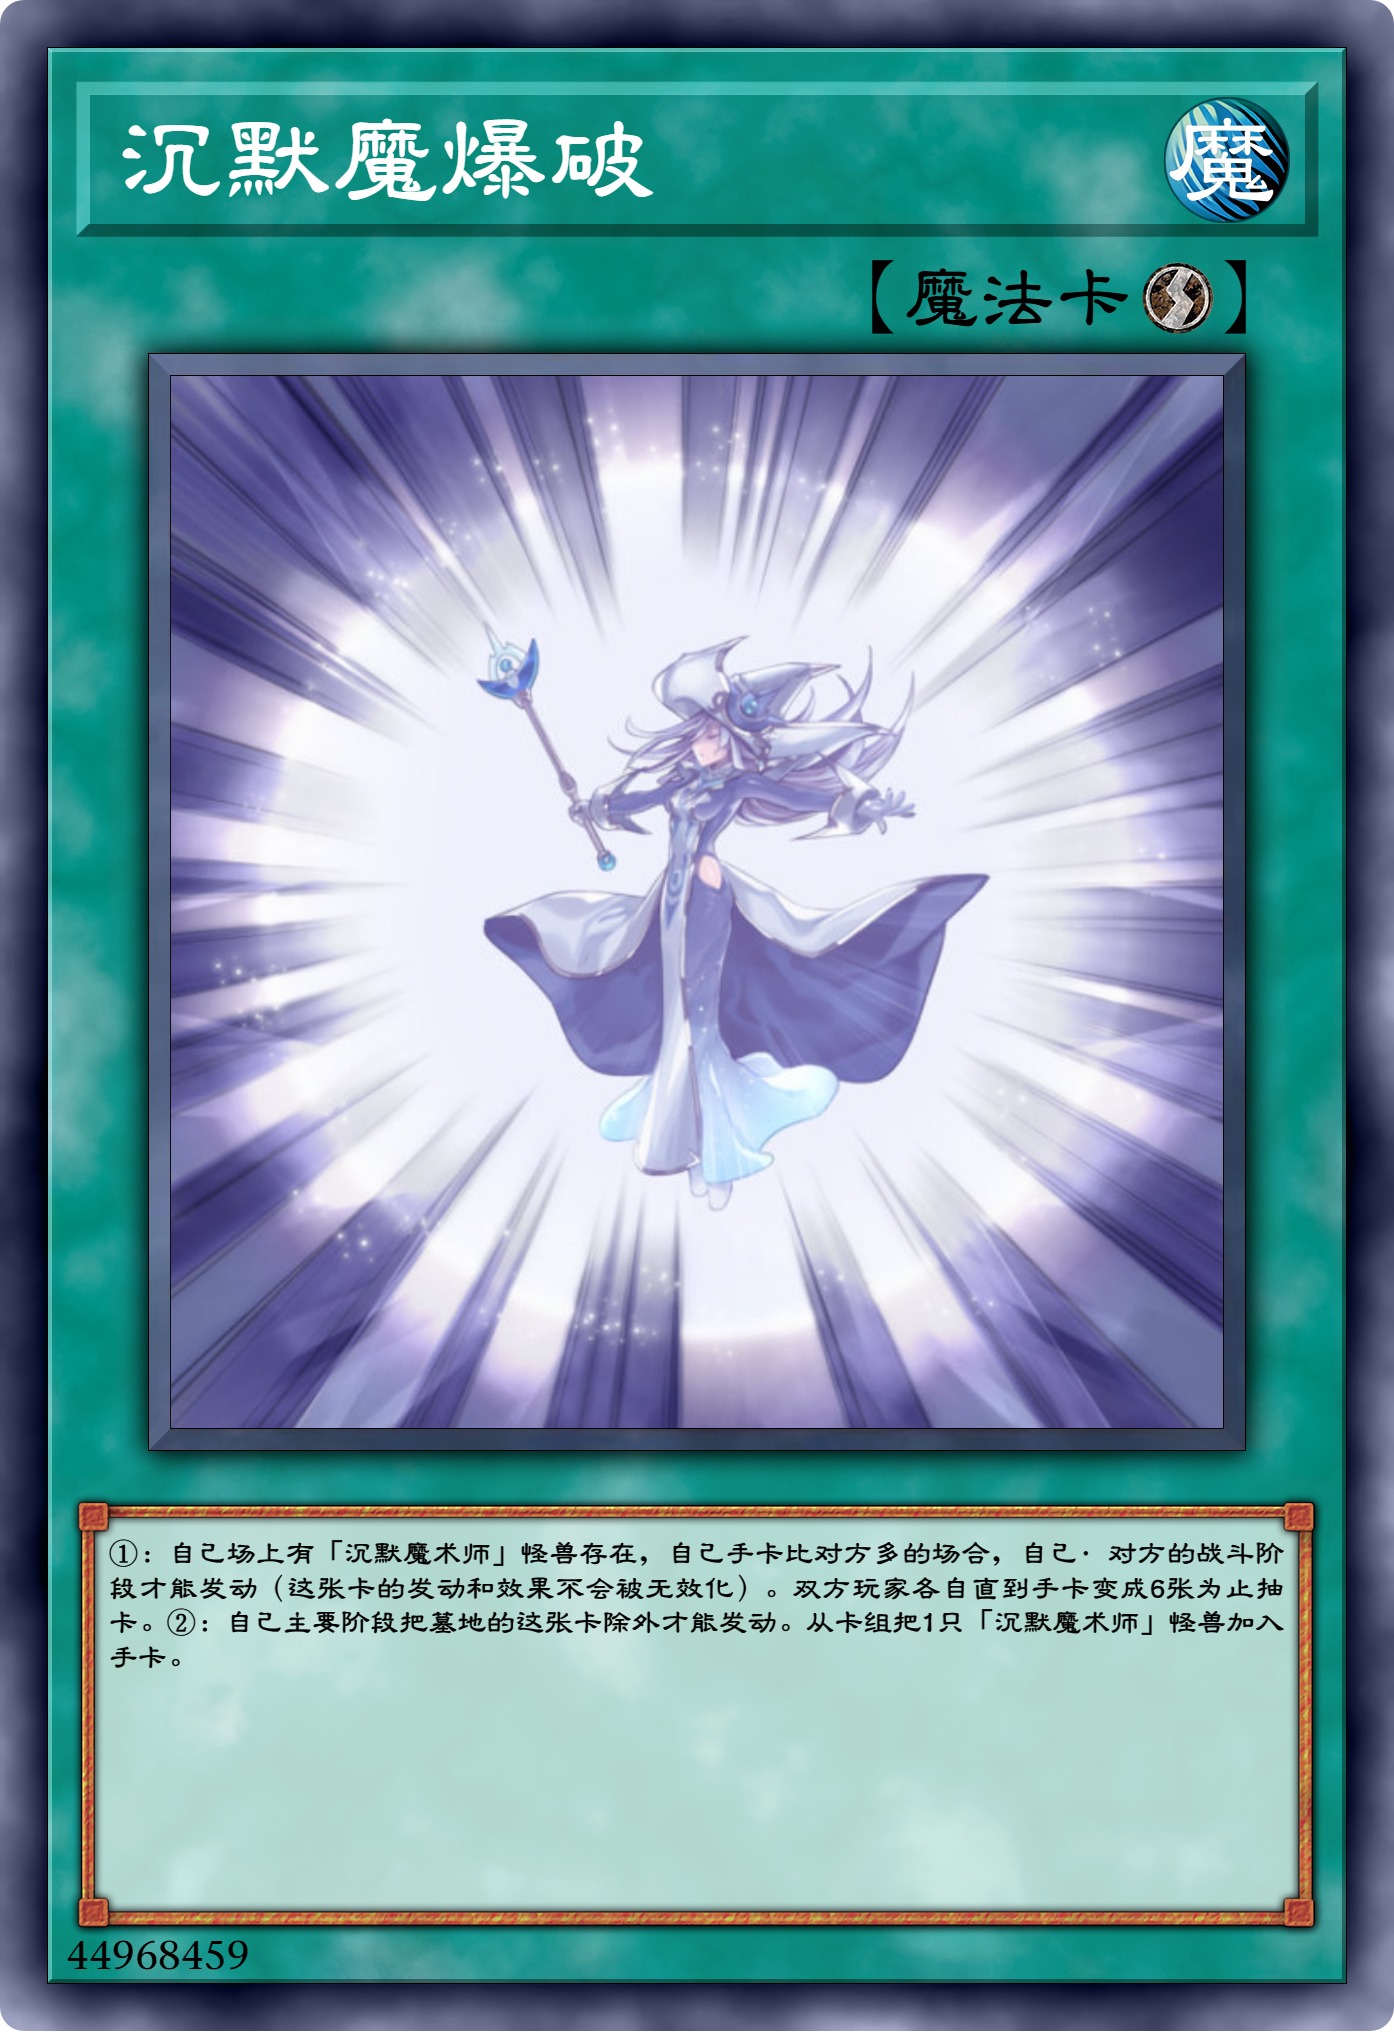 沉默魔爆破
魔
【魔法卡】
①：自己场上有「沉默魔术师」怪兽存在，自己手卡比对方多的场合，自己·对方的战斗阶
段才能发动（这张卡的发动和效果不会被无效化）。双方玩家各自直到手卡变成6张为止抽
卡。②：自己主要阶段把墓地的这张卡除外才能发动。从卡组把1只「沉默魔术师」怪兽加入
手卡。
44968459